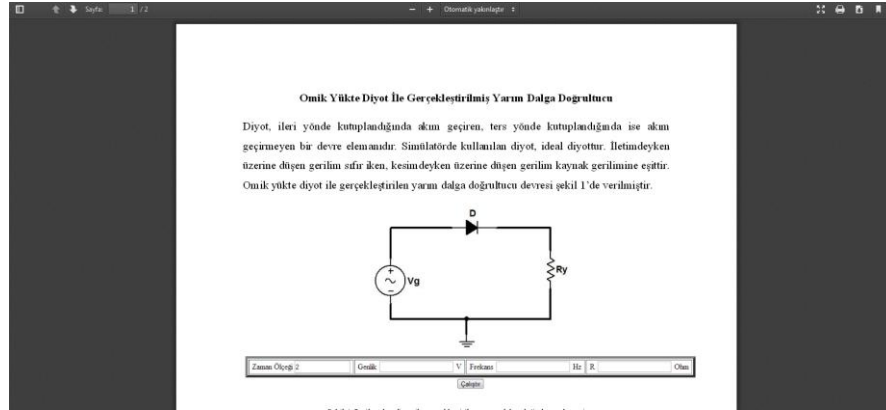 Sayfa: 1 / 2 − + Otomatik yakınlaştır
Omik Yükte Diyot İle Gerçekleştirilmiş Yarım Dalga Doğrultucu
Diyot, ileri yönde kutuplandığında akım geçiren, ters yönde kutuplandığında ise akım
geçirmeyen bir devre elemanıdır. Simülatörde kullanılan diyot, ideal diyottur. İletimdeyken
üzerine düşen gerilim sıfır iken, kesimdeyken üzerine düşen gerilim kaynak gerilimine eşittir.
Omik yükte diyot ile gerçekleştirilen yarım dalga doğrultucu devresi şekil 1'de verilmiştir.
D
+
Vg
−
Ry
Zaman Ölçeği 2 Genlik V Frekans Hz R Ohm
Çalıştır